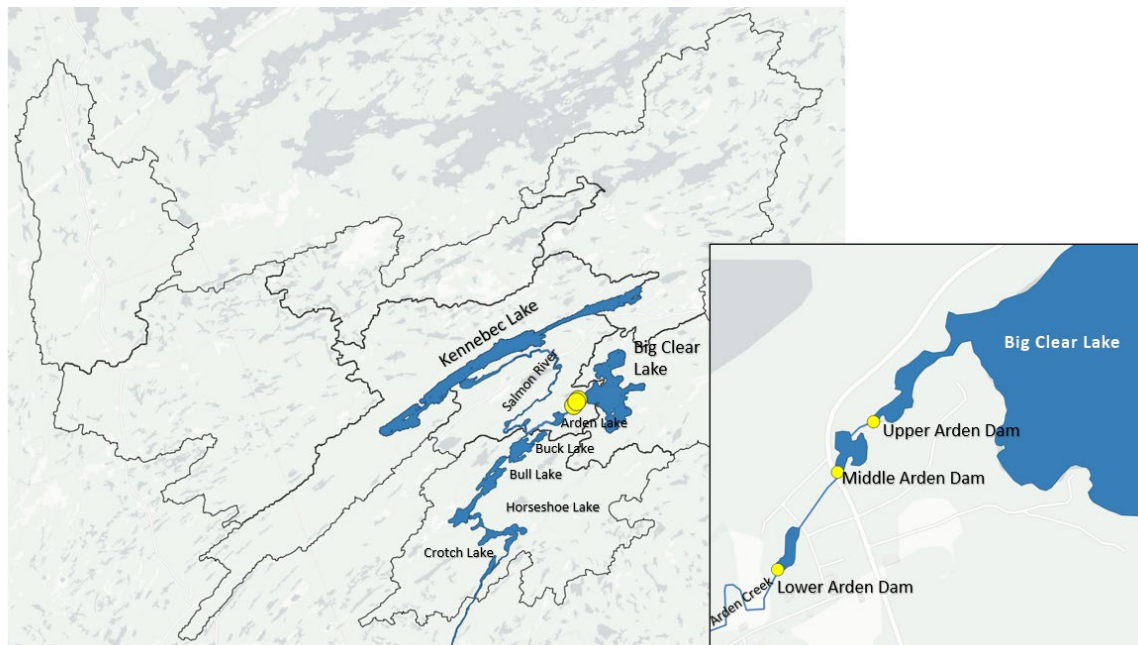 Kennebec Lake
Salmon River
Big Clear
Lake
Arden Lake
Buck Lake
Bull Lake
Horseshoe Lake
Crotch Lake
Big Clear Lake
Upper Arden Dam
Middle Arden Dam
Lower Arden Dam
Arden Creek